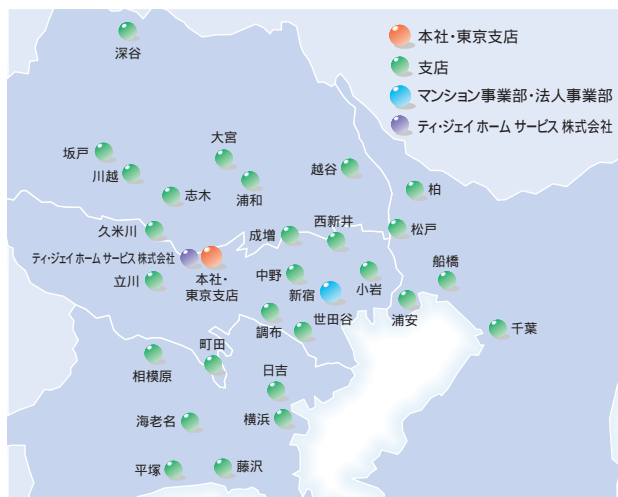 本社・東京支店
支店
マンション事業部・法人事業部
ティ・ジェイ ホーム サービス 株式会社
深谷
坂戸
川越
大宮
志木
浦和
越谷
柏
久米川
成増
西新井
松戸
ティ・ジェイ ホーム サービス 株式会社
本社・
東京支店
立川
中野
新宿
小岩
船橋
浦安
調布
世田谷
千葉
相模原
町田
日吉
海老名
横浜
平塚
藤沢